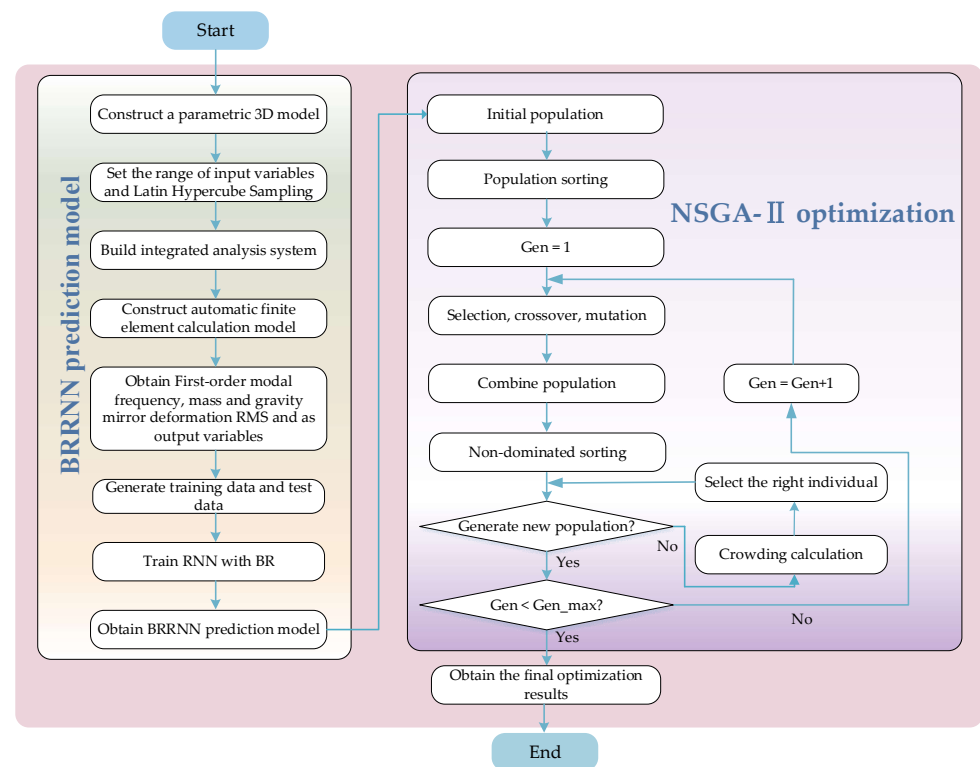 Start
BRRNN prediction model
Construct a parametric 3D model
Set the range of input variables
and Latin Hypercube Sampling
Build integrated analysis system
Construct automatic finite
element calculation model
Obtain First-order modal
frequency, mass and gravity
mirror deformation RMS and as
output variables
Generate training data and test
data
Train RNN with BR
Obtain BRRNN prediction model
NSGA-Ⅱ optimization
Initial population
Population sorting
Gen = 1
Selection, crossover, mutation
Combine population
Gen = Gen+1
Non-dominated sorting
Select the right individual
Generate new population?
No
Crowding calculation
Yes
Gen < Gen_max?
No
Yes
Obtain the final optimization
results
End